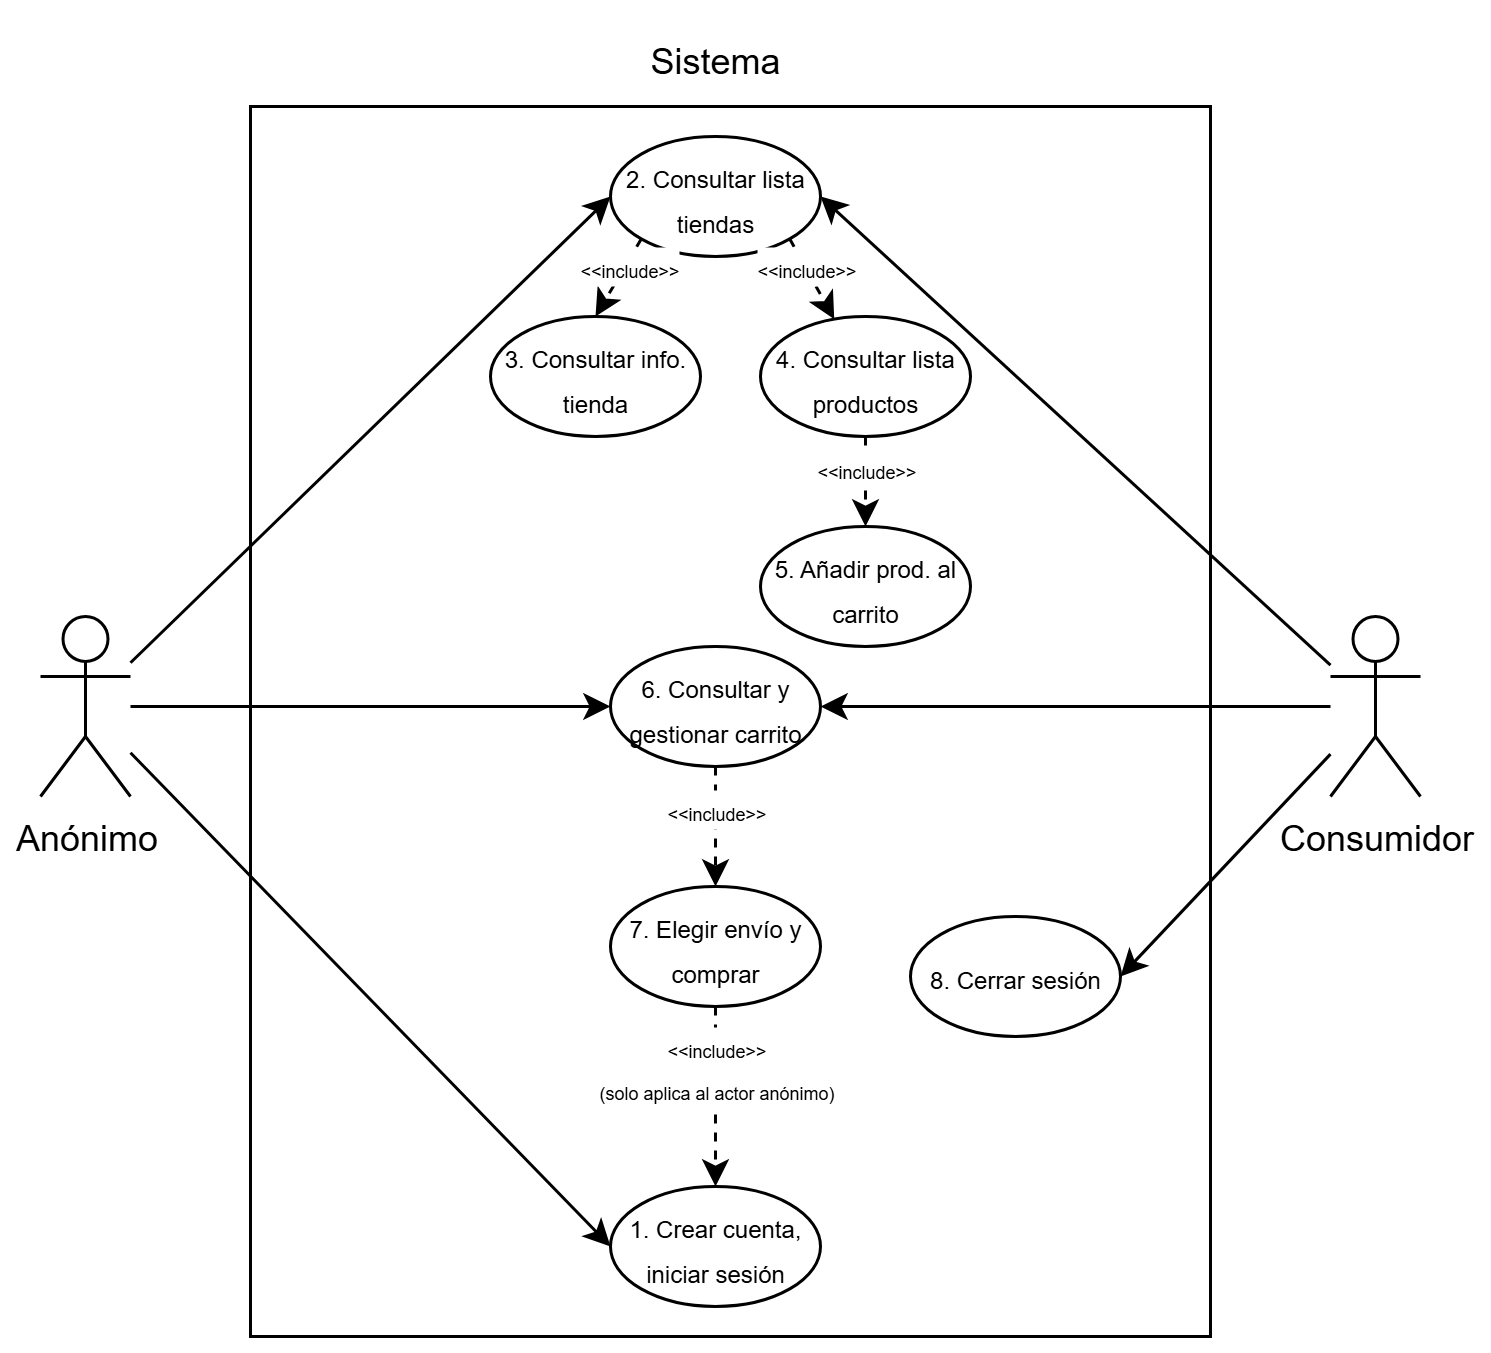 Sistema
2. Consultar lista
tiendas
<<include>>
<<include>>
3. Consultar info.
tienda
4. Consultar lista
productos
<<include>>
5. Añadir prod. al
carrito
6. Consultar y
gestionar carrito
Anónimo
Consumidor
<<include>>
7. Elegir envío y
comprar
8. Cerrar sesión
<<include>>
(solo aplica al actor anónimo)
1. Crear cuenta,
iniciar sesión